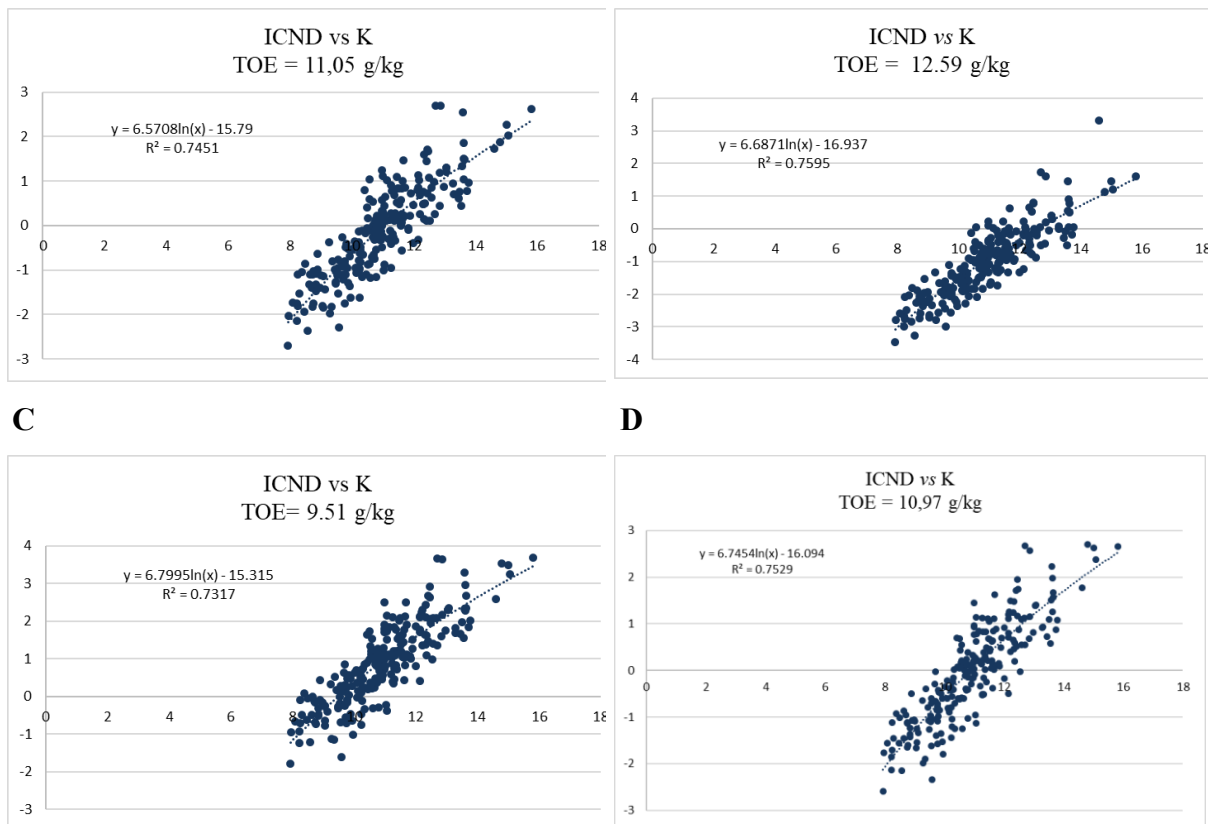 ICND vs K
TOE = 11,05 g/kg
3
2
1
0
-1
-2
-3
y = 6.5708ln(x) - 15.79
R² = 0.7451
0 2 4 6 8 10 12 14 16 18
ICND vs K
TOE = 12.59 g/kg
4
3
2
1
0
-1
-2
-3
-4
y = 6.6871ln(x) - 16.937
R² = 0.7595
0 2 4 6 8 10 12 14 16 18
C
D
ICND vs K
TOE= 9.51 g/kg
4
3
2
1
0
-1
-2
-3
y = 6.7995ln(x) - 15.315
R² = 0.7317
0 2 4 6 8 10 12 14 16 18
ICND vs K
TOE = 10,97 g/kg
3
2
1
0
-1
-2
-3
y = 6.7454ln(x) - 16.094
R² = 0.7529
0 2 4 6 8 10 12 14 16 18